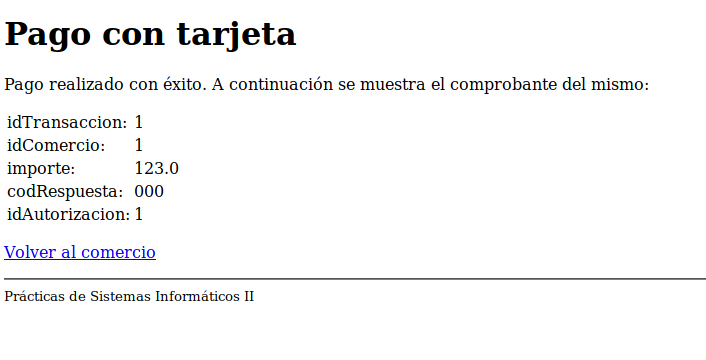 Pago con tarjeta
Pago realizado con éxito. A continuación se muestra el comprobante del mismo:
idTransaccion: 1
idComercio: 1
importe: 123.0
codRespuesta: 000
idAutorizacion: 1
Volver al comercio
Prácticas de Sistemas Informáticos II